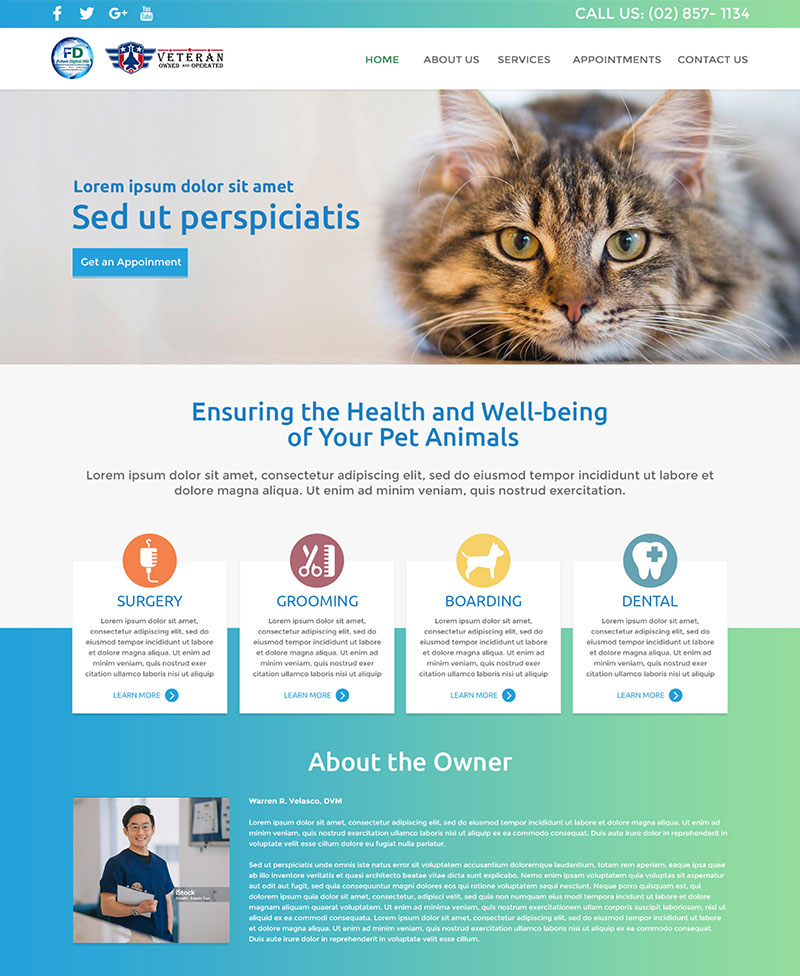 CALL US: (02) 857- 1134
FD
Future Digital 360
VETERAN
OWNED AND OPERATED
HOME ABOUT US SERVICES APPOINTMENTS CONTACT US
Lorem ipsum dolor sit amet
Sed ut perspiciatis
Get an Appoinment
Ensuring the Health and Well-being
of Your Pet Animals
Lorem ipsum dolor sit amet, consectetur adipiscing elit, sed do eiusmod tempor incididunt ut labore et
dolore magna aliqua. Ut enim ad minim veniam, quis nostrud exercitation.
SURGERY
Lorem ipsum dolor sit amet,
consectetur adipiscing elit, sed do
eiusmod tempor incididunt ut labore
et dolore magna aliqua. Ut enim ad
minim veniam, quis nostrud exer
citation ullamco laboris nisi ut aliquip
LEARN MORE
GROOMING
Lorem ipsum dolor sit amet,
consectetur adipiscing elit, sed do
eiusmod tempor incididunt ut labore
et dolore magna aliqua. Ut enim ad
minim veniam, quis nostrud exer
citation ullamco laboris nisi ut aliquip
LEARN MORE
BOARDING
Lorem ipsum dolor sit amet,
consectetur adipiscing elit, sed do
eiusmod tempor incididunt ut labore
et dolore magna aliqua. Ut enim ad
minim veniam, quis nostrud exer
citation ullamco laboris nisi ut aliquip
LEARN MORE
DENTAL
Lorem ipsum dolor sit amet,
consectetur adipiscing elit, sed do
eiusmod tempor incididunt ut labore
et dolore magna aliqua. Ut enim ad
minim veniam, quis nostrud exer
citation ullamco laboris nisi ut aliquip
LEARN MORE
About the Owner
iStock
Warren R. Velasco, DVM
Lorem ipsum dolor sit amet, consectetur adipiscing elit, sed do eiusmod tempor incididunt ut labore et dolore magna aliqua. Ut enim ad
minim veniam, quis nostrud exercitation ullamco laboris nisi ut aliquip ex ea commodo consequat. Duis aute irure dolor in reprehenderit in
voluptate velit esse cillum dolore eu fugiat nulla pariatur.
Sed ut perspiciatis unde omnis iste natus error sit voluptatem accusantium doloremque laudantium, totam rem aperiam, eaque ipsa quae
ab illo inventore veritatis et quasi architecto beatae vitae dicta sunt explicabo. Nemo enim ipsam voluptatem quia voluptas sit aspernatur
aut odit aut fugit, sed quia consequuntur magni dolores eos qui ratione voluptatem sequi nesciunt. Neque porro quisquam est, qui
dolorem ipsum quia dolor sit amet, consectetur, adipisci velit, sed quia non numquam eius modi tempora incidunt ut labore et dolore
magnam aliquam quaerat voluptatem. Ut enim ad minima veniam, quis nostrum exercitationem ullam corporis suscipit laboriosam, nisi ut
aliquid ex ea commodi consequatu. Lorem ipsum dolor sit amet, consectetur adipiscing elit, sed do eiusmod tempor incididunt ut labore
et dolore magna aliqua. Ut enim ad minim veniam, quis nostrud exercitation ullamco laboris nisi ut aliquip ex ea commodo consequat.
Duis aute irure dolor in reprehenderit in voluptate velit esse cillum.